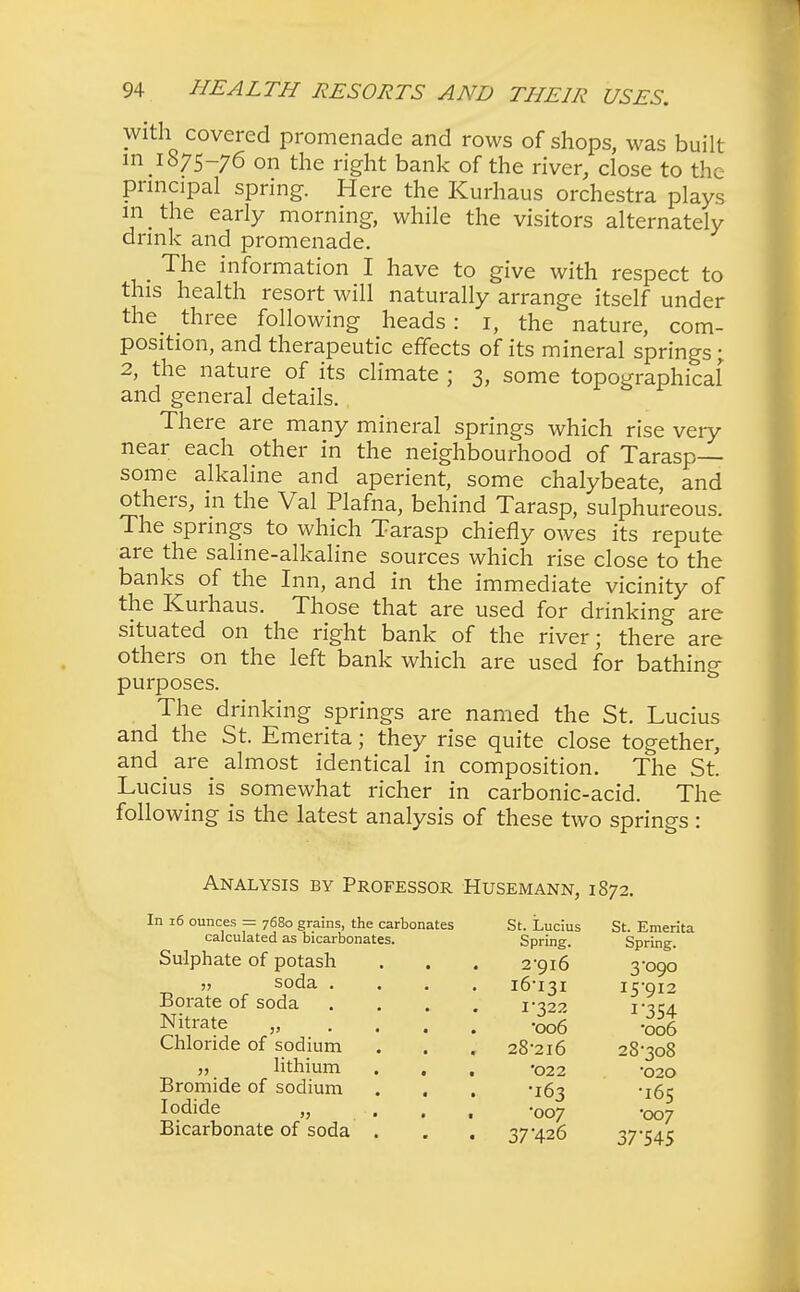 94 HEALTH RESORTS AND THEIR USES.
with covered promenade and rows of shops, was built
in 1875-76 on the right bank of the river, close to the
principal spring. Here the Kurhaus orchestra plays
in the early morning, while the visitors alternately
drink and promenade.
The information I have to give with respect to
this health resort will naturally arrange itself under
the three following heads: 1, the nature, com-
position, and therapeutic effects of its mineral springs;
2, the nature of its climate ; 3, some topographical
and general details.
There are many mineral springs which rise very
near each other in the neighbourhood of Tarasp—
some alkaline and aperient, some chalybeate, and
others, in the Val Plafna, behind Tarasp, sulphureous.
The springs to which Tarasp chiefly owes its repute
are the saline-alkaline sources which rise close to the
banks of the Inn, and in the immediate vicinity of
the Kurhaus. Those that are used for drinking are
situated on the right bank of the river; there are
others on the left bank which are used for bathing
purposes.
The drinking springs are named the St. Lucius
and the St. Emerita; they rise quite close together,
and are almost identical in composition. The St.
Lucius is somewhat richer in carbonic-acid. The
following is the latest analysis of these two springs :
ANALYSIS BY PROFESSOR HUSEMANN, 1872.
In 16 ounces = 7680 grains, the carbonates St. Lucius St. Emerita
calculated as bicarbonates. Spring. Spring.
Sulphate of potash . . . 2·916 3·090
„ soda . . . . 16·131 15·912
Borate of soda . . . . 1·322 1·354
Nitrate „ . . . . ·006 ·006
Chloride of sodium . . . 28·216 28·308
„ lithium . . . ·022 ·020
Bromide of sodium . . . ·163 ·165
Iodide „ . . . ·007 ·007
Bicarbonate of soda . . . 37·426 37·545